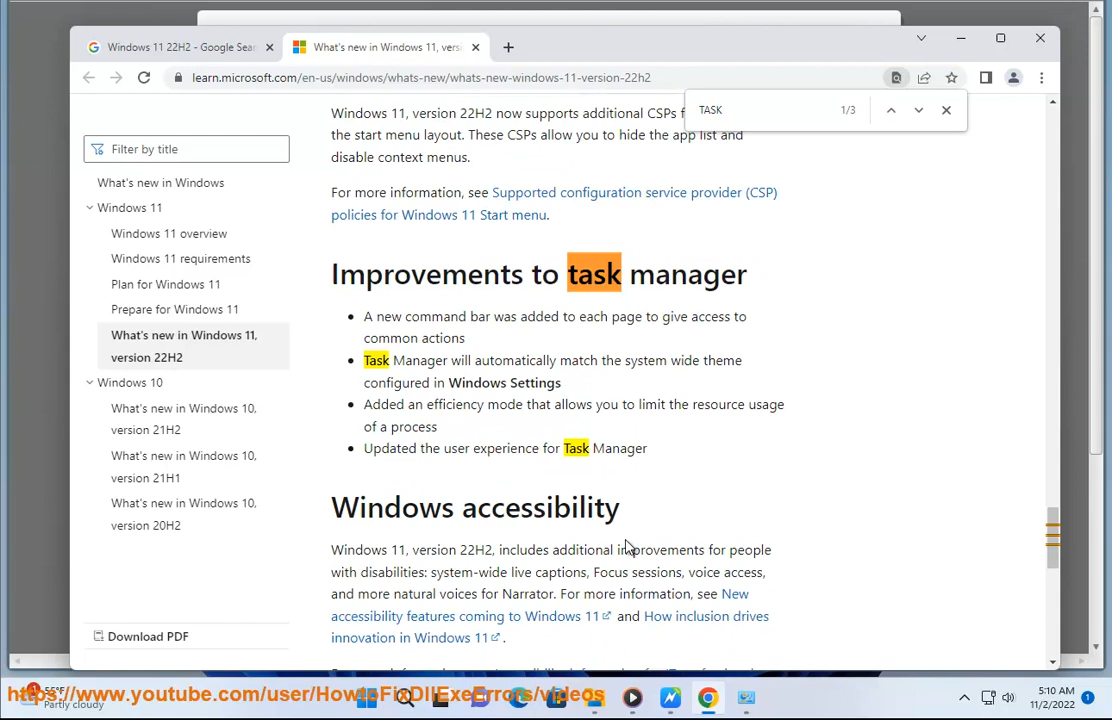 Windows 11 22H2 - Google Sear
What's new in Windows 11, versi
learn.microsoft.com/en-us/windows/whats-new/whats-new-windows-11-version-22h2
TASK
1/3
Filter by title
What's new in Windows
Windows 11
Windows 11 overview
Windows 11 requirements
Plan for Windows 11
Prepare for Windows 11
What's new in Windows 11,
version 22H2
Windows 10
What's new in Windows 10,
version 21H2
What's new in Windows 10,
version 21H1
What's new in Windows 10,
version 20H2
Download PDF
Windows 11, version 22H2 now supports additional CSPs f
the start menu layout. These CSPs allow you to hide the app list and
disable context menus.
For more information, see Supported configuration service provider (CSP)
policies for Windows 11 Start menu.
Improvements to task manager
• A new command bar was added to each page to give access to
common actions
• Task Manager will automatically match the system wide theme
configured in Windows Settings
• Added an efficiency mode that allows you to limit the resource usage
of a process
• Updated the user experience for Task Manager
Windows accessibility
Windows 11, version 22H2, includes additional improvements for people
with disabilities: system-wide live captions, Focus sessions, voice access,
and more natural voices for Narrator. For more information, see New
accessibility features coming to Windows 11 and How inclusion drives
innovation in Windows 11 .
https://www.youtube.com/user/HowtoFixDllExeErrors/videos
55°F
Partly cloudy
5:10 AM
11/2/2022
1